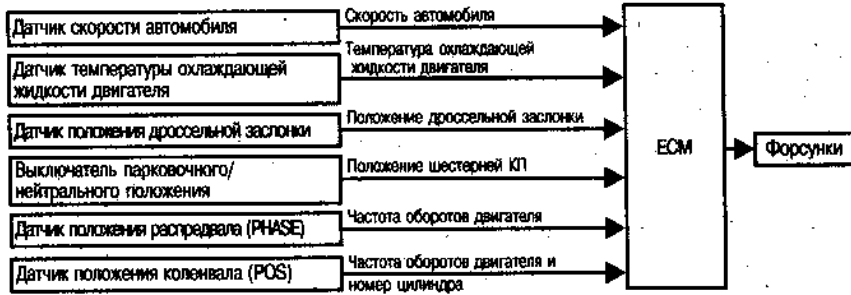 Датчик скорости автомобиля
Скорость автомобиля
Датчик температуры охлаждающей
жидкости двигателя
Температура охлаждающей
жидкости двигателя
Датчик положения дроссельной заслонки
Положение дроссельной заслонки
Выключатель парковочного/
нейтрального положения
Положение шестерней КП
Датчик положения распредвала (PHASE)
Частота оборотов двигателя
Датчик положения коленвала (POS)
Частота оборотов двигателя и
номер цилиндра
ECM
Форсунки